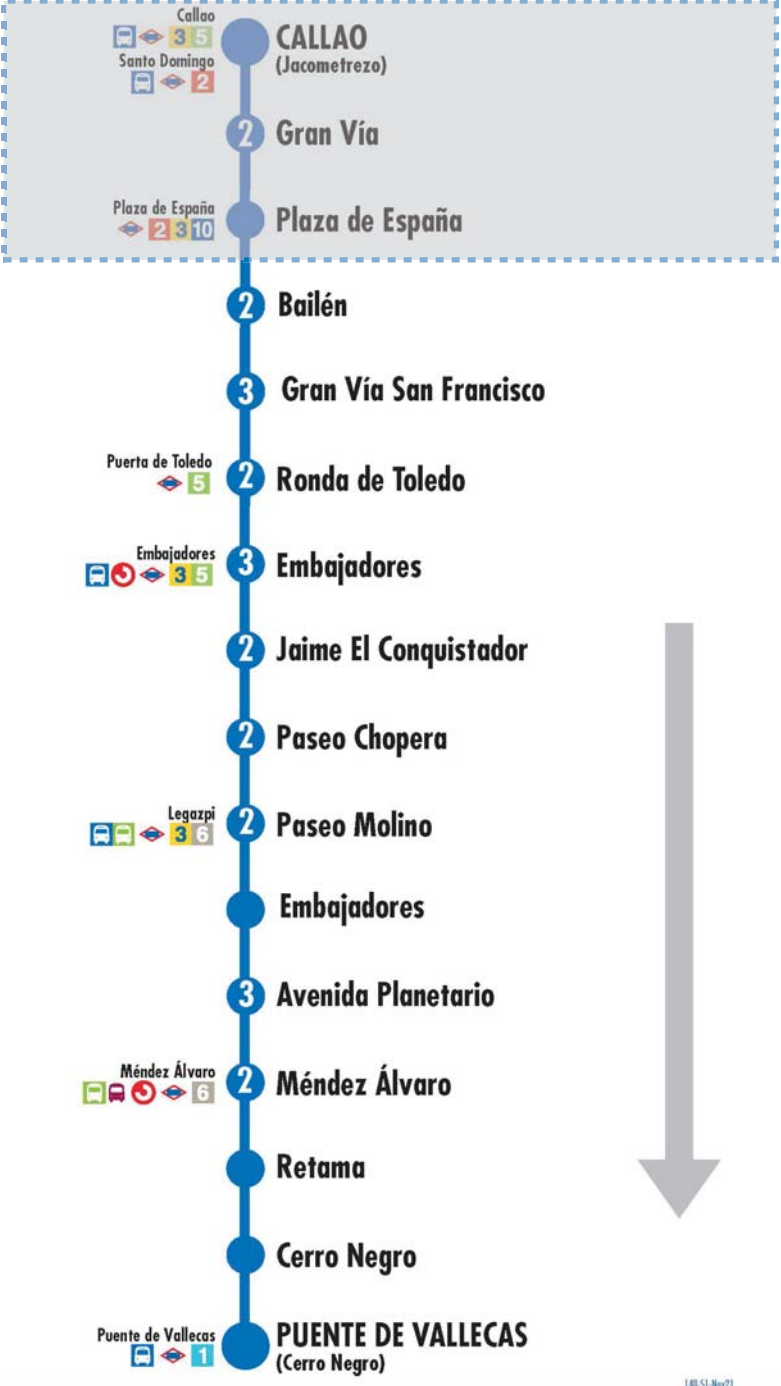 Callao
3 5
CALLAO
(Jacometrezo)
Santo Domingo
2
2
Gran Vía
Plaza de España
2 3 10
Plaza de España
2
Bailén
3
Gran Vía San Francisco
Puerta de Toledo
5
2
Ronda de Toledo
Embajadores
3 5
3
Embajadores
2
Jaime El Conquistador
2
Paseo Chopera
Legazpi
3 6
2
Paseo Molino
Embajadores
3
Avenida Planetario
Méndez Álvaro
6
2
Méndez Álvaro
Retama
Cerro Negro
Puente de Vallecas
1
PUENTE DE VALLECAS
(Cerro Negro)